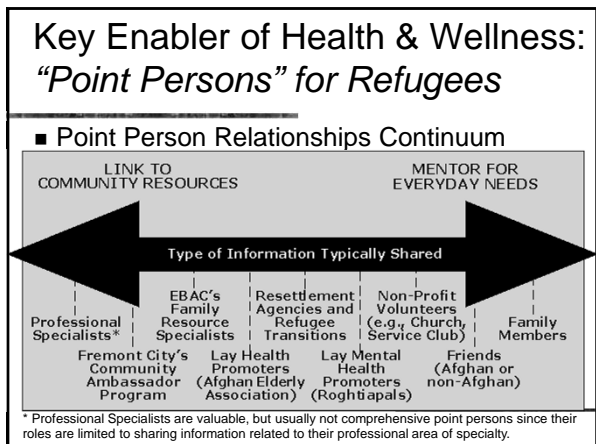 Key Enabler of Health & Wellness:
“Point Persons” for Refugees
■ Point Person Relationships Continuum
LINK TO
COMMUNITY RESOURCES
MENTOR FOR
EVERYDAY NEEDS
Type of Information Typically Shared
Professional
Specialists*
Fremont City's
Community
Ambassador
Program
EBAC's
Family
Resource
Specialists
Lay Health
Promoters
(Afghan Elderly
Association)
Resettlement
Agencies and
Refugee
Transitions
Lay Mental
Health
Promoters
(Roghtiapals)
Non-Profit
Volunteers
(e.g., Church,
Service Club)
Friends
(Afghan or
non-Afghan)
Family
Members
* Professional Specialists are valuable, but usually not comprehensive point persons since their
roles are limited to sharing information related to their professional area of specialty.